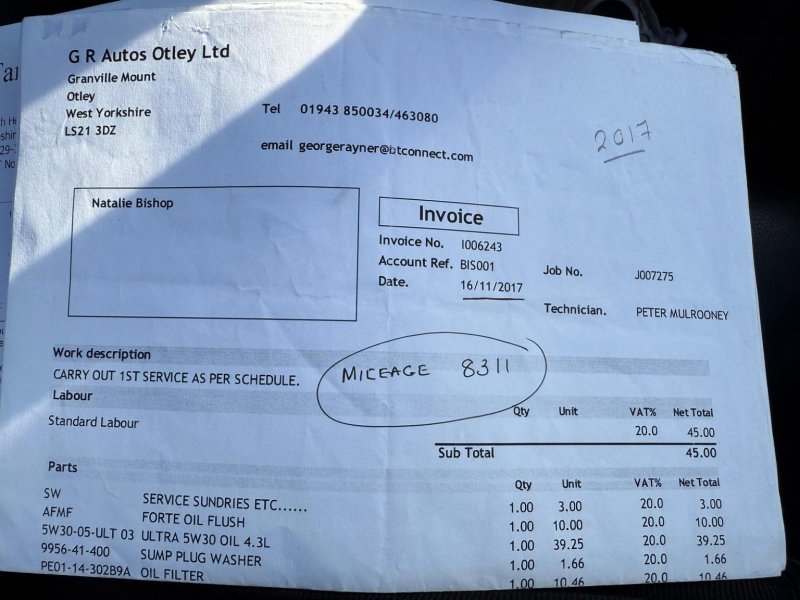 G R Autos Otley Ltd
Granville Mount
Otley
West Yorkshire
LS21 3DZ
Tel 01943 850034/463080
email georgerayner@btconnect.com
2017
Natalie Bishop
Invoice
Invoice No. I006243
Account Ref. BIS001
Date. 16/11/2017
Job No. J007275
Technician. PETER MULROONEY
Work description
CARRY OUT 1ST SERVICE AS PER SCHEDULE.
MILEAGE 8311
Labour
Qty Unit VAT% Net Total
Standard Labour 20.0 45.00
Sub Total 45.00
Parts
Qty Unit VAT% Net Total
SW SERVICE SUNDRIES ETC...... 1.00 3.00 20.0 3.00
AFMF FORTE OIL FLUSH 1.00 10.00 20.0 10.00
5W30-05-ULT 03 ULTRA 5W30 OIL 4.3L 1.00 39.25 20.0 39.25
9956-41-400 SUMP PLUG WASHER 1.00 1.66 20.0 1.66
PE01-14-302B9A OIL FILTER 1.00 10.46 20.0 10.46